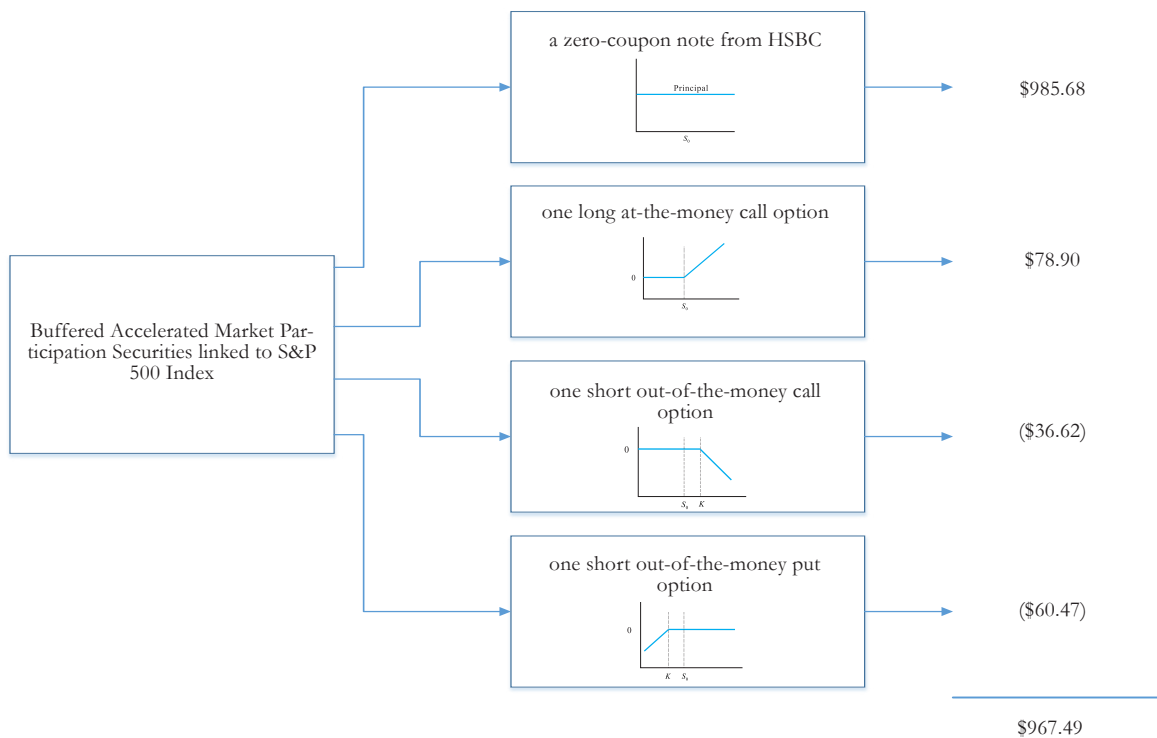 a zero-coupon note from HSBC
Principal
S₀
$985.68
one long at-the-money call option
0
S₀
$78.90
Buffered Accelerated Market Par-
ticipation Securities linked to S&P
500 Index
one short out-of-the-money call
option
0
S₀ K
($36.62)
one short out-of-the-money put
option
0
K S₀
($60.47)
$967.49